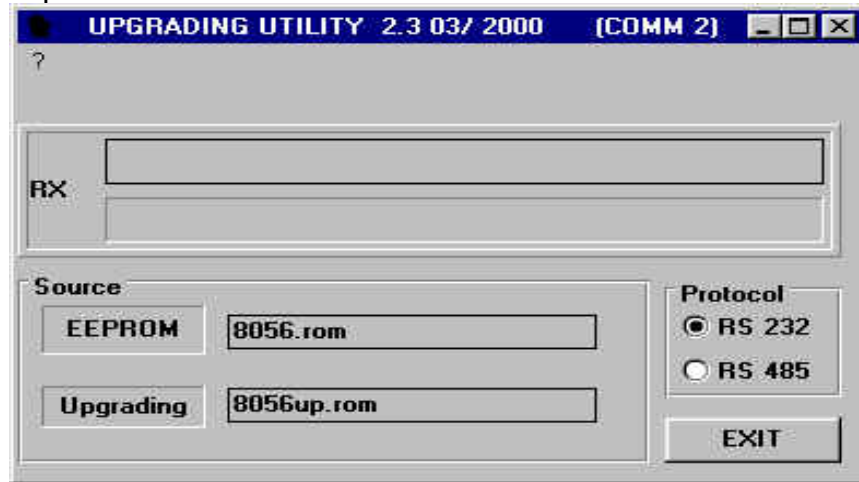 UPGRADING UTILITY 2.3 03/ 2000 (COMM 2)
?
RX
Source
EEPROM 8056.rom
Upgrading 8056up.rom
Protocol
RS 232
RS 485
EXIT